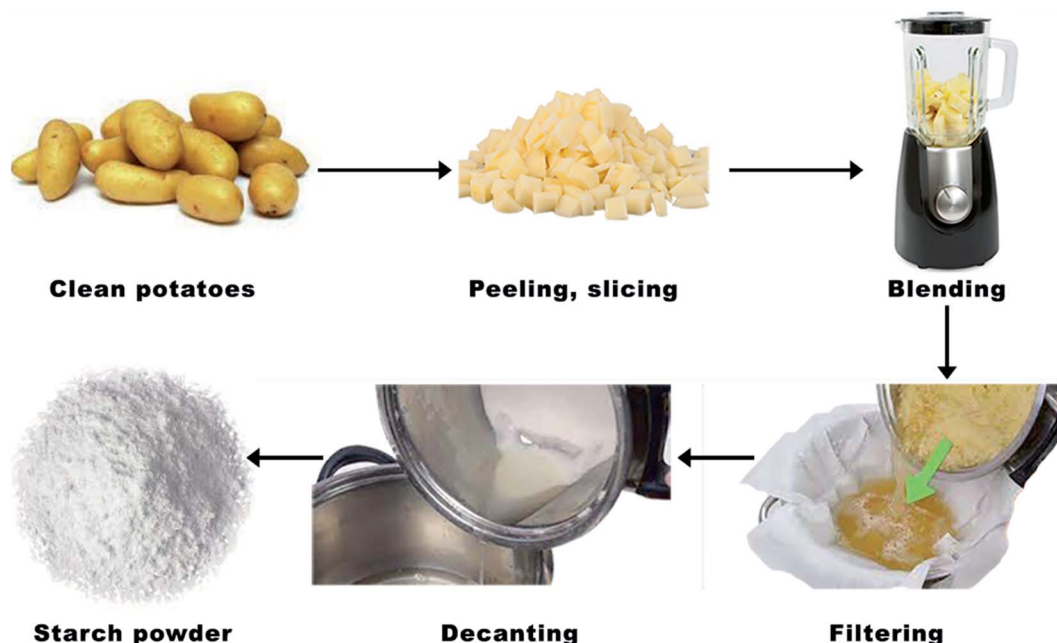 Clean potatoes
Peeling, slicing
Blending
Filtering
Decanting
Starch powder